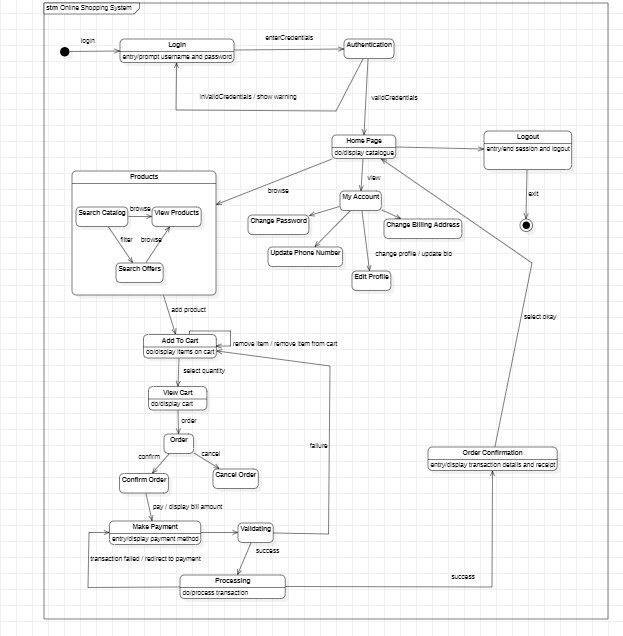 stm Online Shopping System
login
Login
entry/prompt username and password
enterCredentials
Authentication
invalidCredentials / show warning
validCredentials
Home Page
do/display catalogue
Logout
entry/end session and logout
exit
Products
Search Catalog
browse
View Products
filter
browse
Search Offers
browse
view
My Account
Change Password
Change Billing Address
Update Phone Number
change profile / update bio
Edit Profile
add product
Add To Cart
do/display items on cart
remove item / remove item from cart
select quantity
View Cart
do/display cart
order
Order
confirm
cancel
Confirm Order
Cancel Order
failure
select okay
Order Confirmation
entry/display transaction details and receipt
pay / display bill amount
Make Payment
entry/display payment method
Validating
success
transaction failed / redirect to payment
Processing
do/process transaction
success